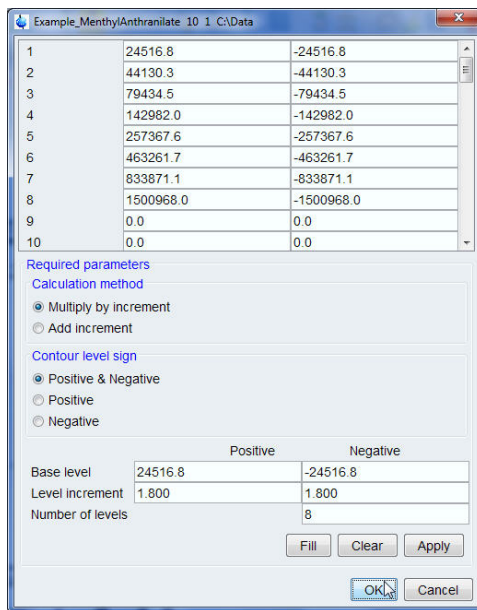 Example_MenthylAnthranilate 10 1 C:\Data
1 24516.8 -24516.8
2 44130.3 -44130.3
3 79434.5 -79434.5
4 142982.0 -142982.0
5 257367.6 -257367.6
6 463261.7 -463261.7
7 833871.1 -833871.1
8 1500968.0 -1500968.0
9 0.0 0.0
10 0.0 0.0
Required parameters
Calculation method
Multiply by increment
Add increment
Contour level sign
Positive & Negative
Positive
Negative
Positive Negative
Base level 24516.8 -24516.8
Level increment 1.800 1.800
Number of levels 8
Fill Clear Apply
OK Cancel